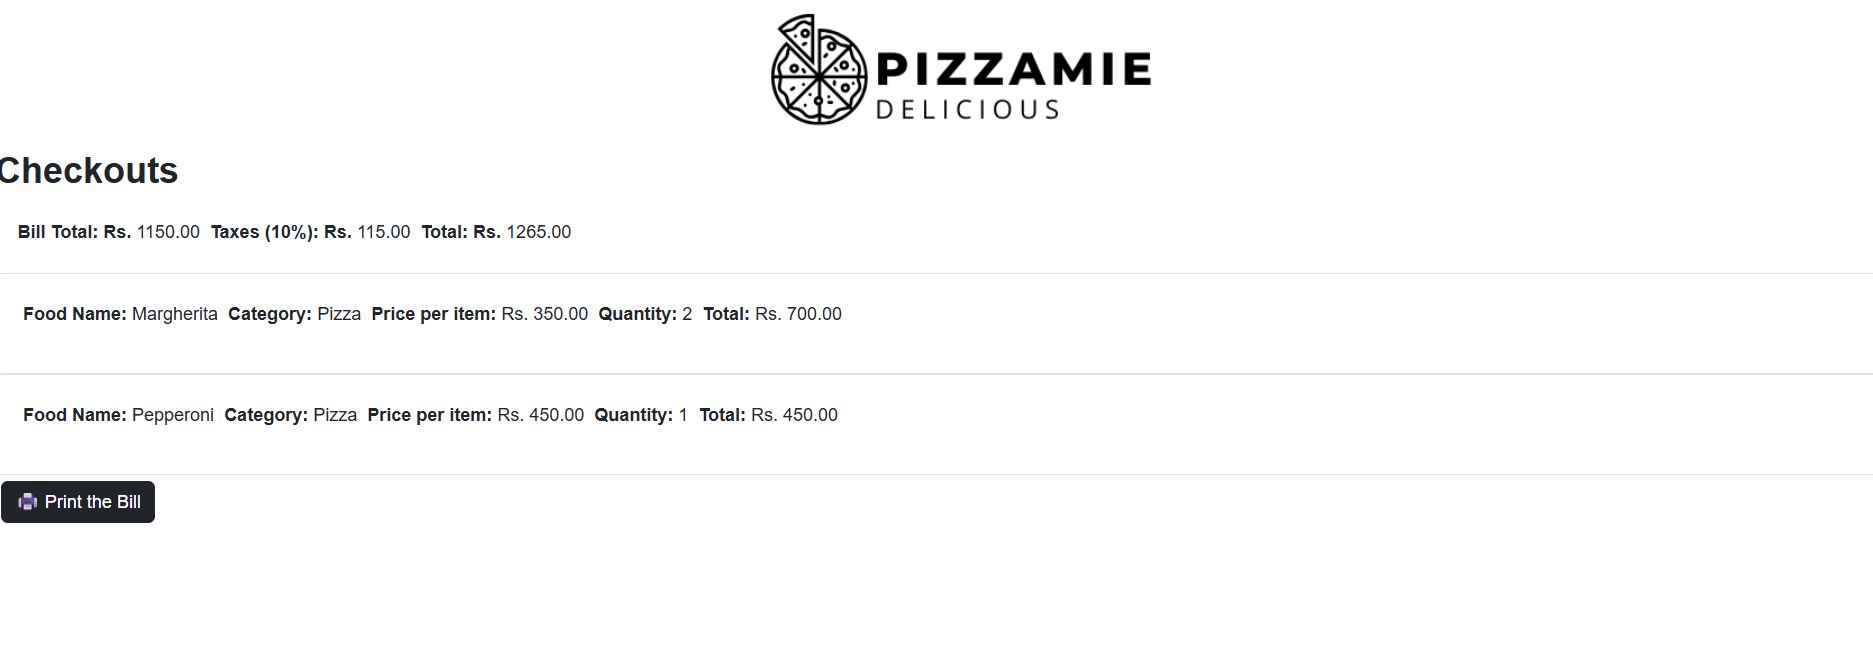 PIZZAMIE
DELICIOUS
Checkouts
Bill Total: Rs. 1150.00 Taxes (10%): Rs. 115.00 Total: Rs. 1265.00
Food Name: Margherita Category: Pizza Price per item: Rs. 350.00 Quantity: 2 Total: Rs. 700.00
Food Name: Pepperoni Category: Pizza Price per item: Rs. 450.00 Quantity: 1 Total: Rs. 450.00
Print the Bill